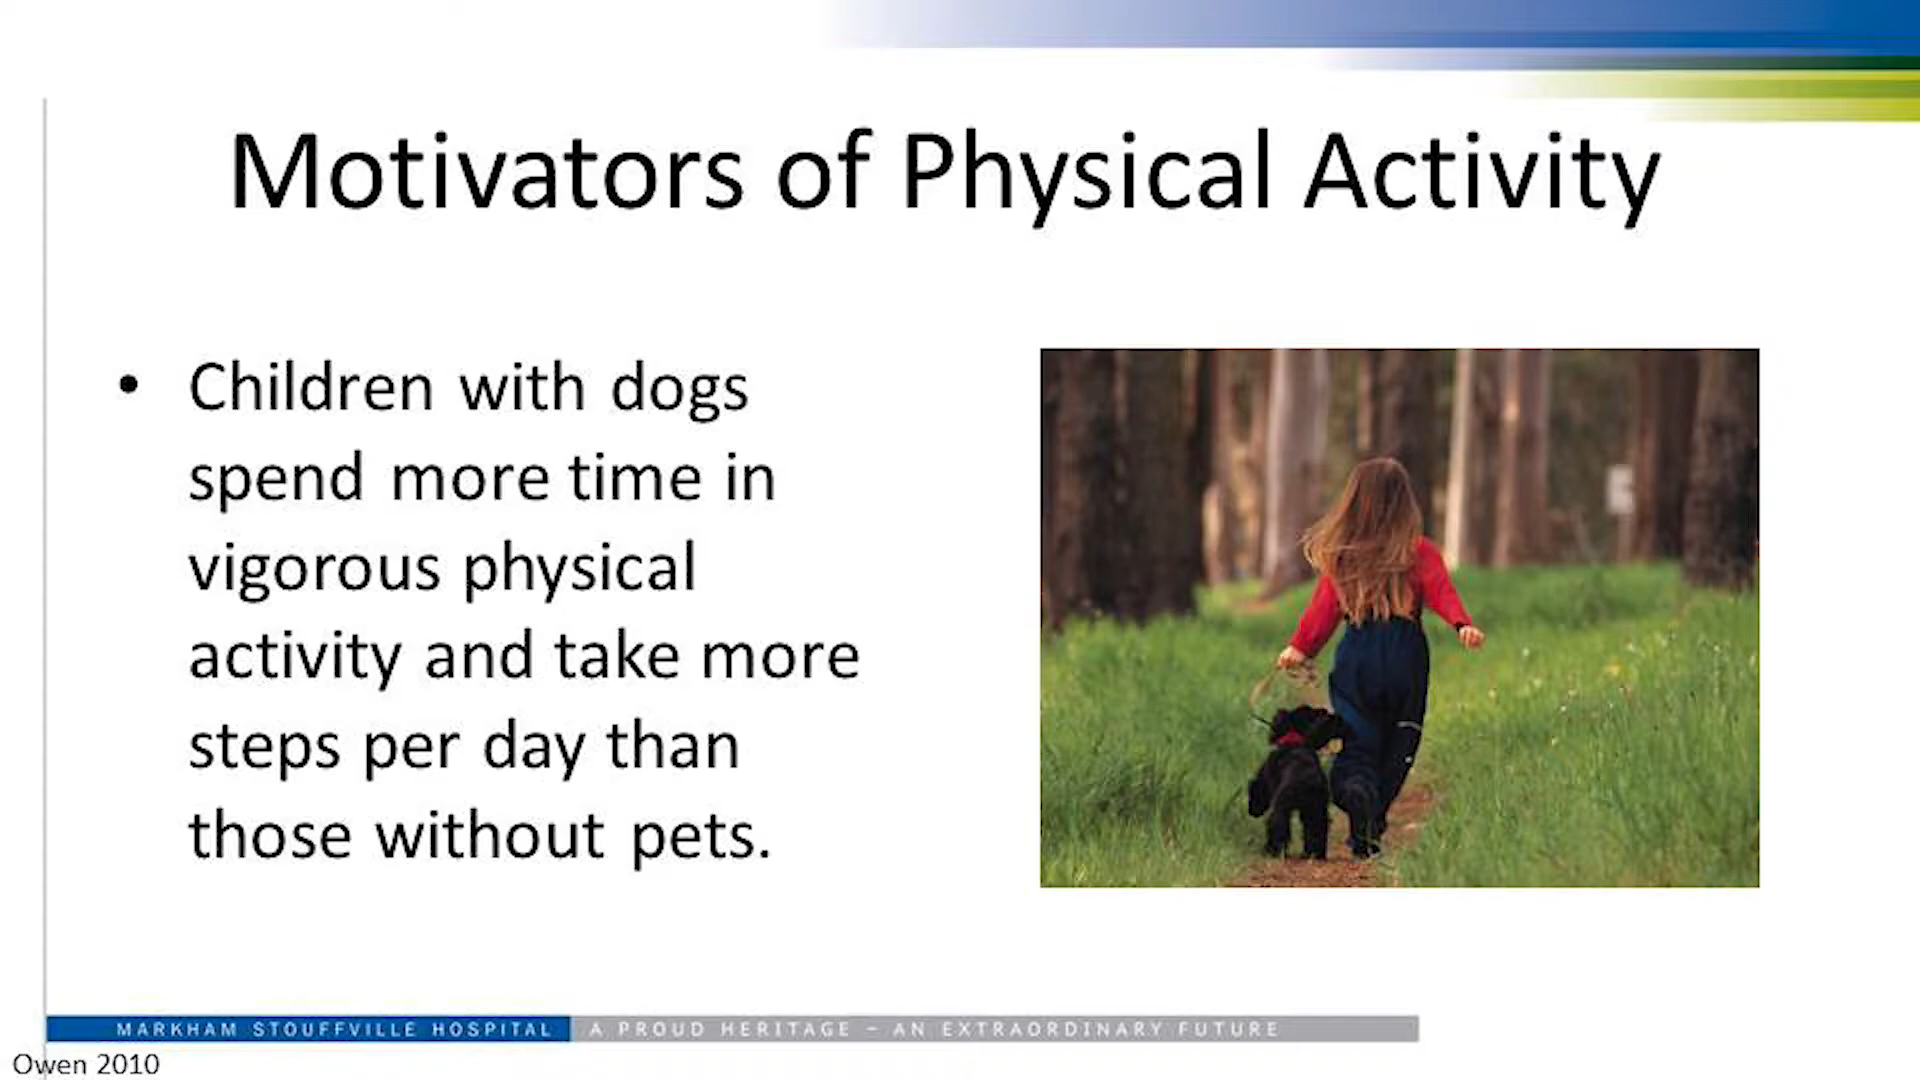 Motivators of Physical Activity
• Children with dogs
spend more time in
vigorous physical
activity and take more
steps per day than
those without pets.
MARKHAM STOUFFVILLE HOSPITAL A PROUD HERITAGE – AN EXTRAORDINARY FUTURE
Owen 2010